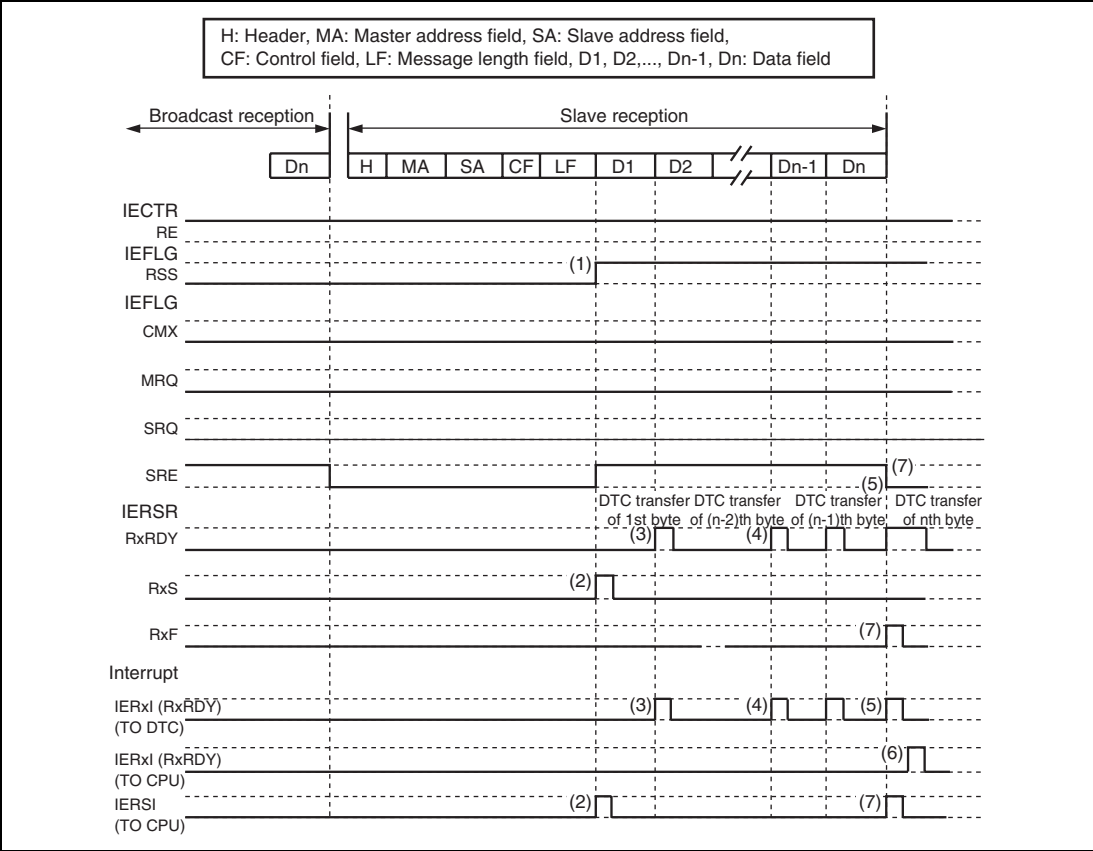 H: Header, MA: Master address field, SA: Slave address field,
CF: Control field, LF: Message length field, D1, D2,..., Dn-1, Dn: Data field
Broadcast reception
Slave reception
Dn
H MA SA CF LF D1 D2 Dn-1 Dn
IECTR
RE
IEFLG
RSS
(1)
IEFLG
CMX
MRQ
SRQ
SRE
(7)
(5)
IERSR
DTC transfer of 1st byte
DTC transfer of (n-2)th byte
DTC transfer of (n-1)th byte
DTC transfer of nth byte
RxRDY
(3)
(4)
RxS
(2)
RxF
(7)
Interrupt
IERxI (RxRDY)
(TO DTC)
(3)
(4)
(5)
IERxI (RxRDY)
(TO CPU)
(6)
IERSI
(TO CPU)
(2)
(7)